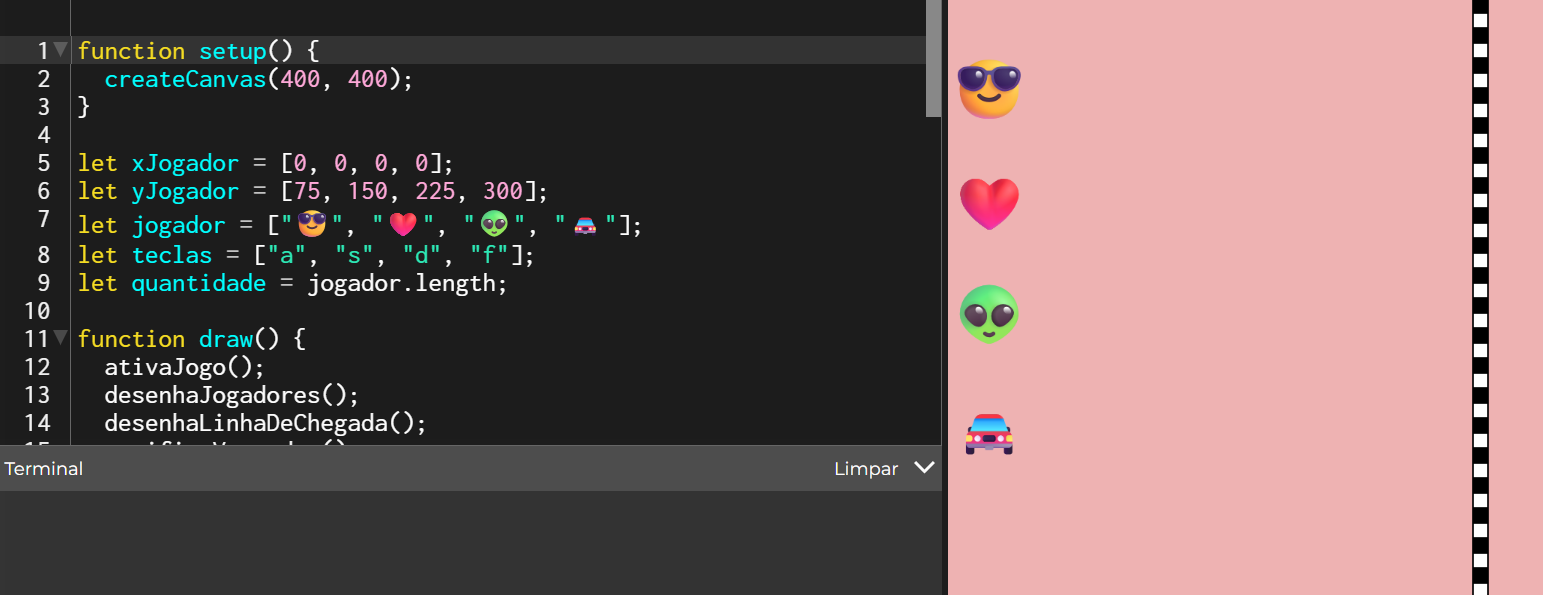 1 function setup() {
2 createCanvas(400, 400);
3 }
4
5 let xJogador = [0, 0, 0, 0];
6 let yJogador = [75, 150, 225, 300];
7 let jogador = ["😎", "❤️", "👽", "🚘"];
8 let teclas = ["a", "s", "d", "f"];
9 let quantidade = jogador.length;
10
11 function draw() {
12 ativaJogo();
13 desenhaJogadores();
14 desenhaLinhaDeChegada();
Terminal
Limpar